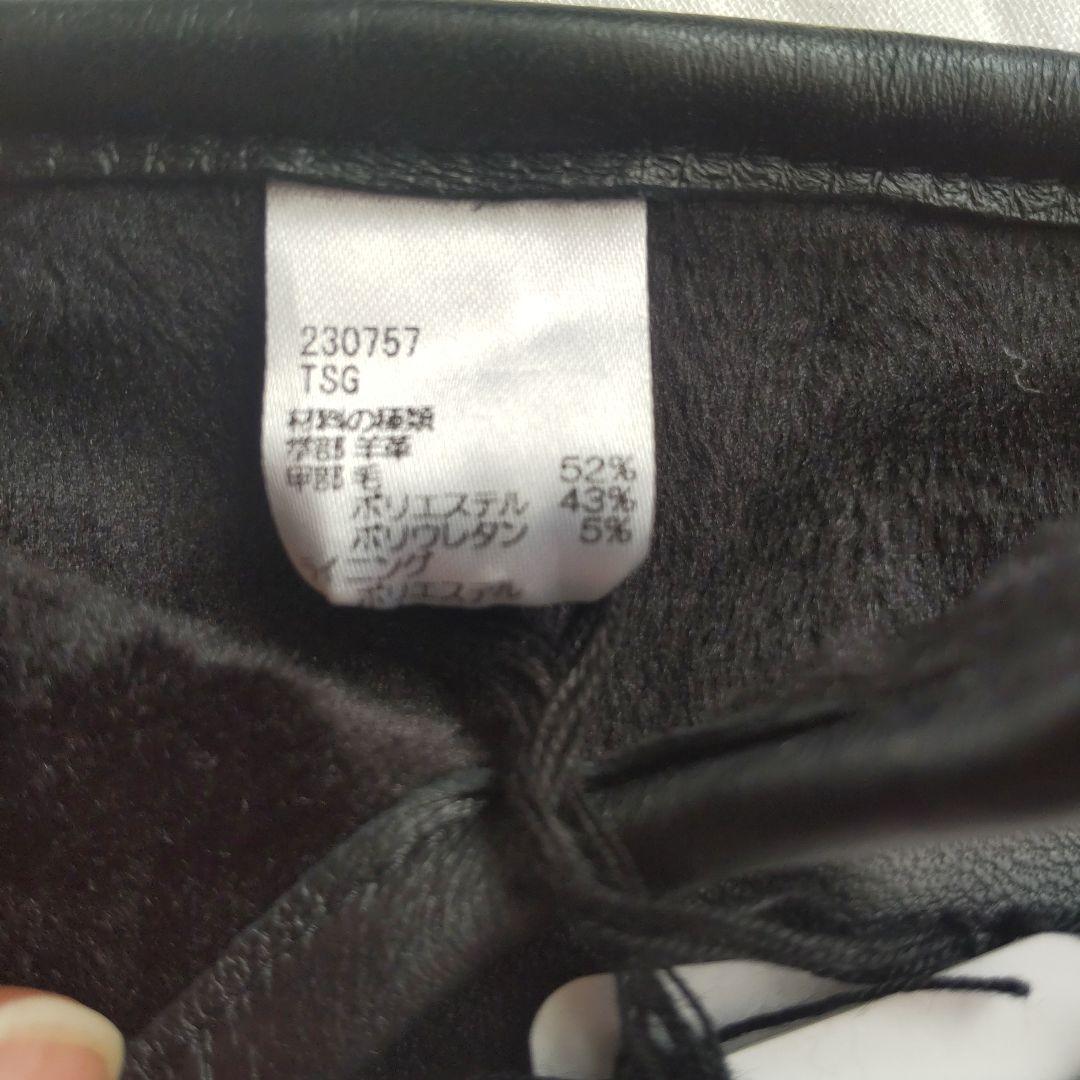 230757
TSG
材料の種類
掌部 羊革
甲部 毛 52%
ポリエステル 43%
ポリウレタン 5%
イニング
ポリエステル